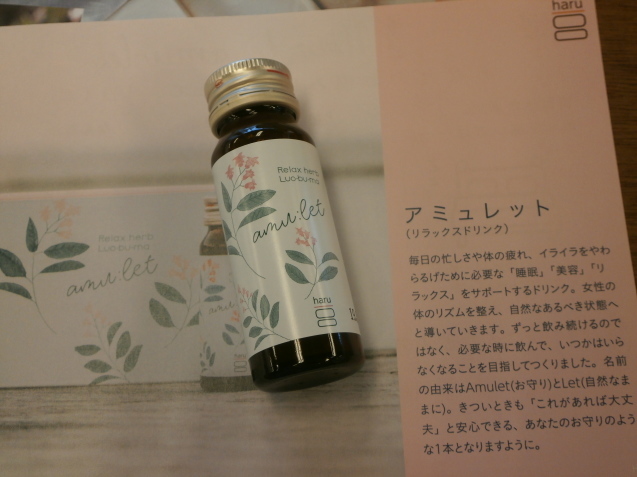 haru
Relax herb
Luo-bu-ma
amu:let
haru
Relax herb
Luo-bu-ma
amu:let
アミュレット
(リラックスドリンク)
毎日の忙しさや体の疲れ、イライラをやわ
らげるために必要な「睡眠」「美容」「リ
ラックス」をサポートするドリンク。女性の
体のリズムを整え、自然なあるべき状態へ
と導いていきます。ずっと飲み続けるので
はなく、必要な時に飲んで、いつかはいら
なくなることを目指してつくりました。名前
の由来はAmulet(お守り)とLet(自然なま
まに)。きついときも「これがあれば大丈
夫」と安心できる、あなたのお守りのよう
な1本となりますように。